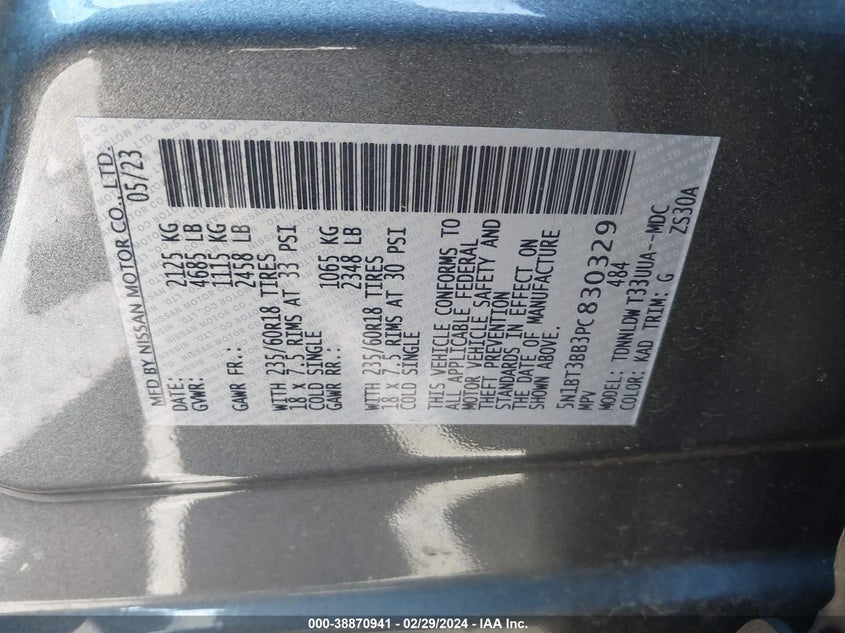 MFD BY NISSAN MOTOR CO., LTD.
DATE: 05/23
GVWR: 2125 KG
4685 LB
GAWR FR.: 1115 KG
2458 LB
WITH 235/60R18 TIRES
18 X 7.5 RIMS AT 33 PSI
COLD SINGLE
GAWR RR.: 1065 KG
2348 LB
WITH 235/60R18 TIRES
18 X 7.5 RIMS AT 30 PSI
COLD SINGLE
THIS VEHICLE CONFORMS TO
ALL APPLICABLE FEDERAL
MOTOR VEHICLE SAFETY AND
THEFT PREVENTION
STANDARDS IN EFFECT ON
THE DATE OF MANUFACTURE
SHOWN ABOVE.
5N1BT3BB3PC830329
MPV 484
MODEL: TDNNLDW T33UUA--MDC
COLOR: KAD TRIM: G ZS30A
000-38870941 / 02/29/2024 - IAA Inc.